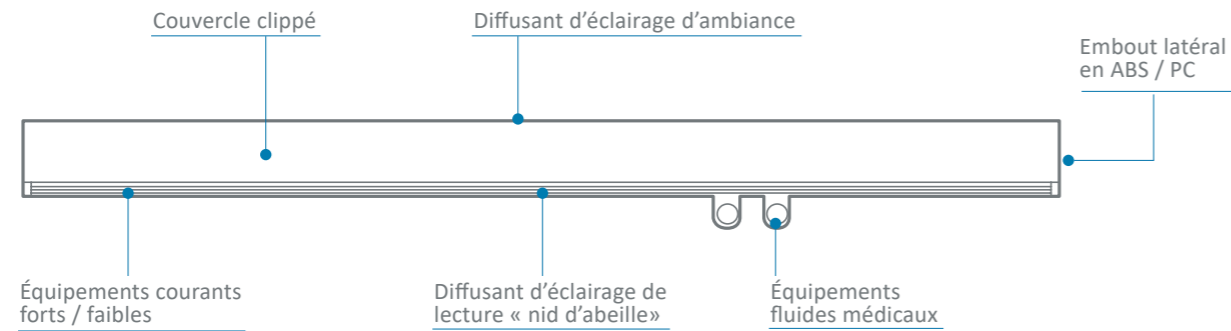 Couvercle clippé
Diffusant d’éclairage d’ambiance
Embout latéral
en ABS / PC
Équipements courants
forts / faibles
Diffusant d’éclairage de
lecture « nid d’abeille»
Équipements
fluides médicaux